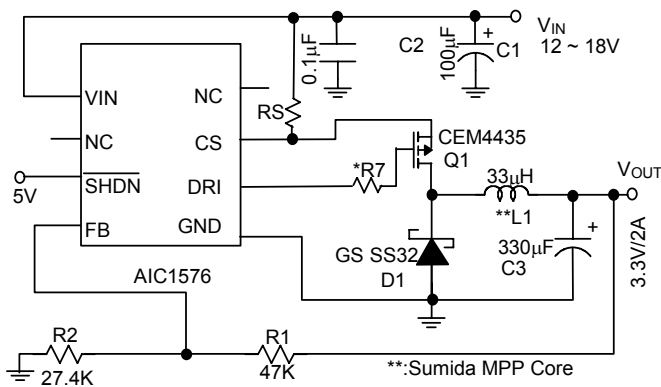 V_IN
12 ~ 18V
C2
0.1µF
100µF
C1
VIN
NC
NC
CS
RS
CEM4435
Q1
SHDN
5V
DRI
*R7
33µH
**L1
V_OUT
FB
GND
GS SS32
D1
330µF
C3
3.3V/2A
AIC1576
R2
27.4K
R1
47K
**:Sumida MPP Core